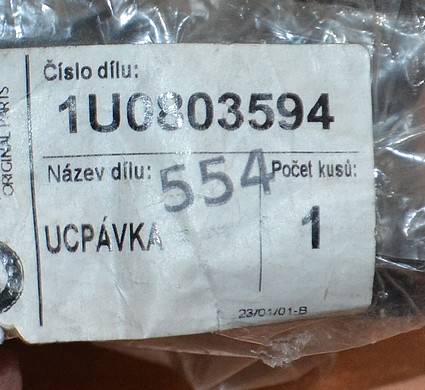 Číslo dílu:
1U0803594
Název dílu:
554
Počet kusů:
UCPÁVKA
1
23/01/01-B
ORIGINAL PARTS